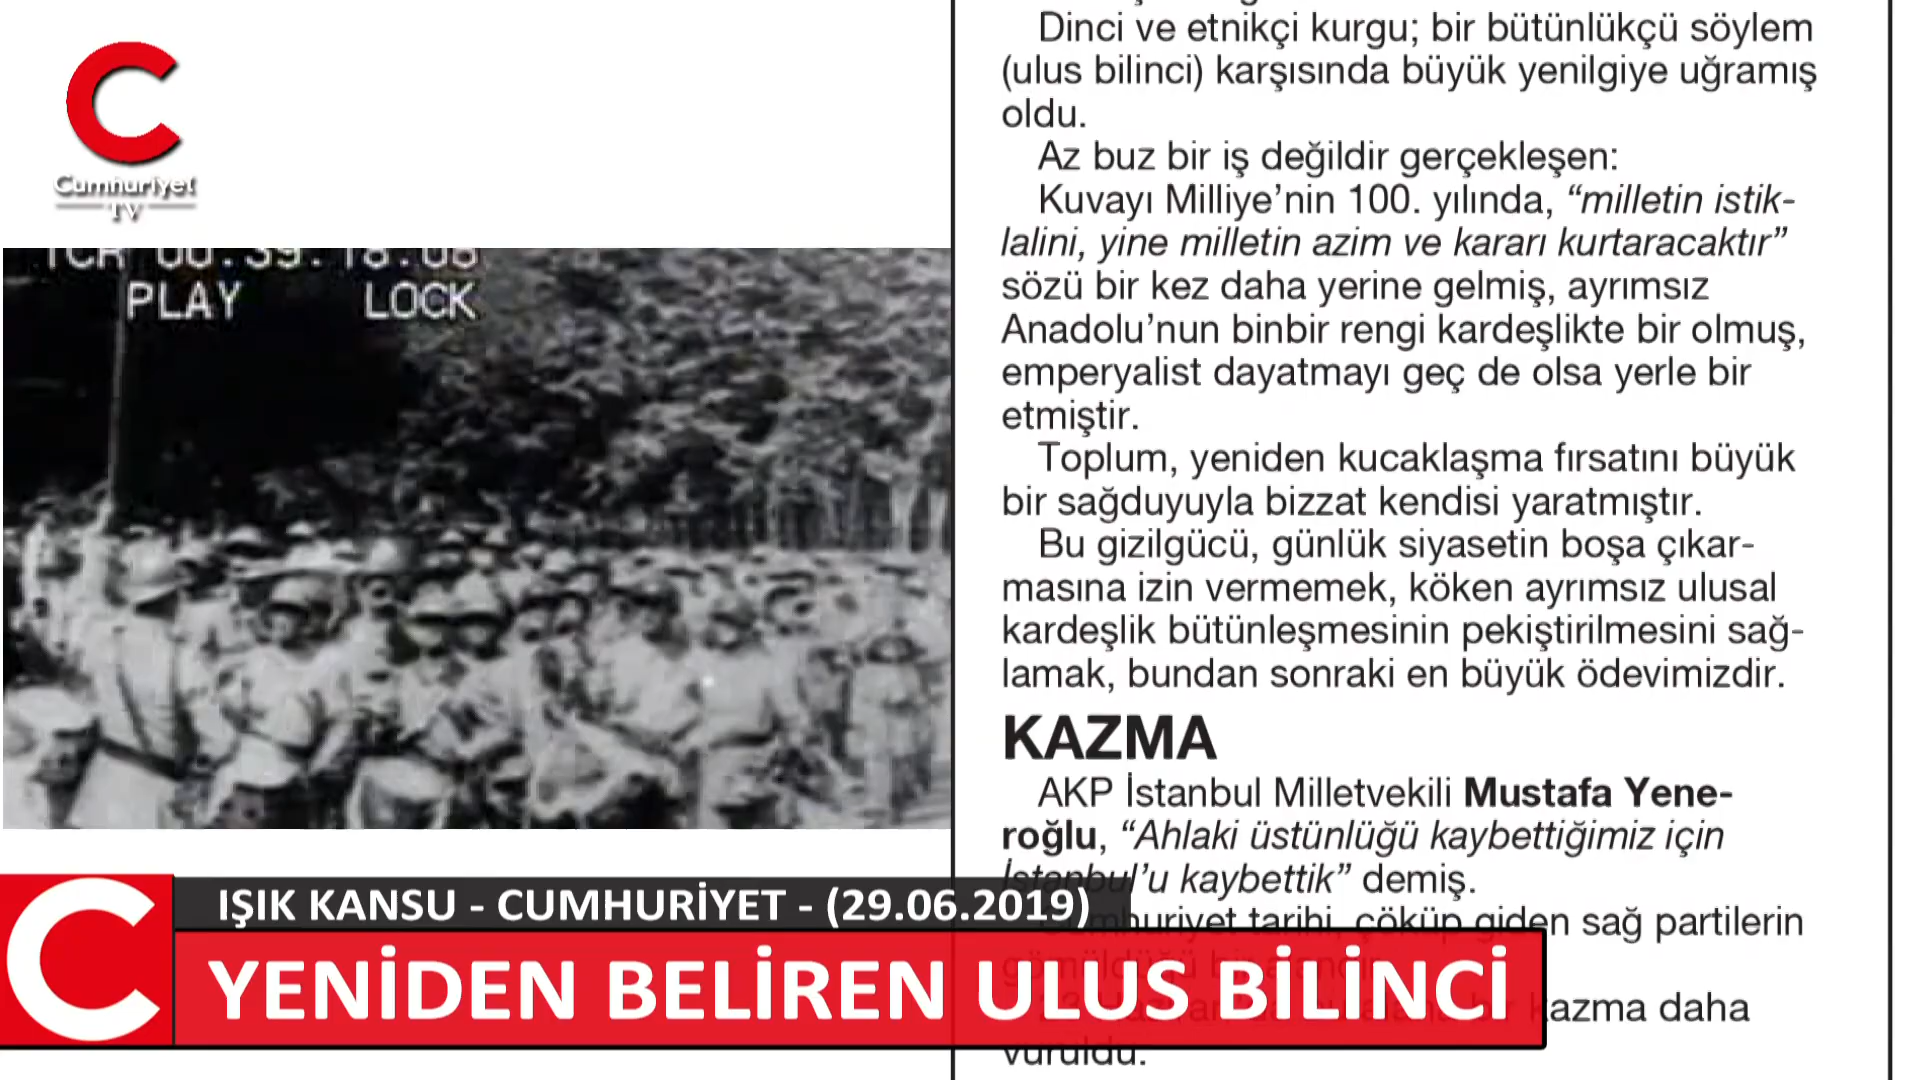 Cumhuriyet
TV
PLAY LOCK
Dinci ve etnikçi kurgu; bir bütünlükçü söylem
(ulus bilinci) karşısında büyük yenilgiye uğramış
oldu.
Az buz bir iş değildir gerçekleşen:
Kuvayı Milliye’nin 100. yılında, “milletin istik-
lalini, yine milletin azim ve kararı kurtaracaktır”
sözü bir kez daha yerine gelmiş, ayrımsız
Anadolu’nun binbir rengi kardeşlikte bir olmuş,
emperyalist dayatmayı geç de olsa yerle bir
etmiştir.
Toplum, yeniden kucaklaşma fırsatını büyük
bir sağduyuyla bizzat kendisi yaratmıştır.
Bu gizilgücü, günlük siyasetin boşa çıkar-
masına izin vermemek, köken ayrımsız ulusal
kardeşlik bütünleşmesinin pekiştirilmesini sağ-
lamak, bundan sonraki en büyük ödevimizdir.
KAZMA
AKP İstanbul Milletvekili Mustafa Yene-
roğlu, “Ahlaki üstünlüğü kaybettiğimiz için
İstanbul’u kaybettik” demiş.
Cumhuriyet tarihi, çöküp giden sağ partilerin
kazma daha
vuruldu.
IŞIK KANSU - CUMHURİYET - (29.06.2019)
YENİDEN BELİREN ULUS BİLİNCİ